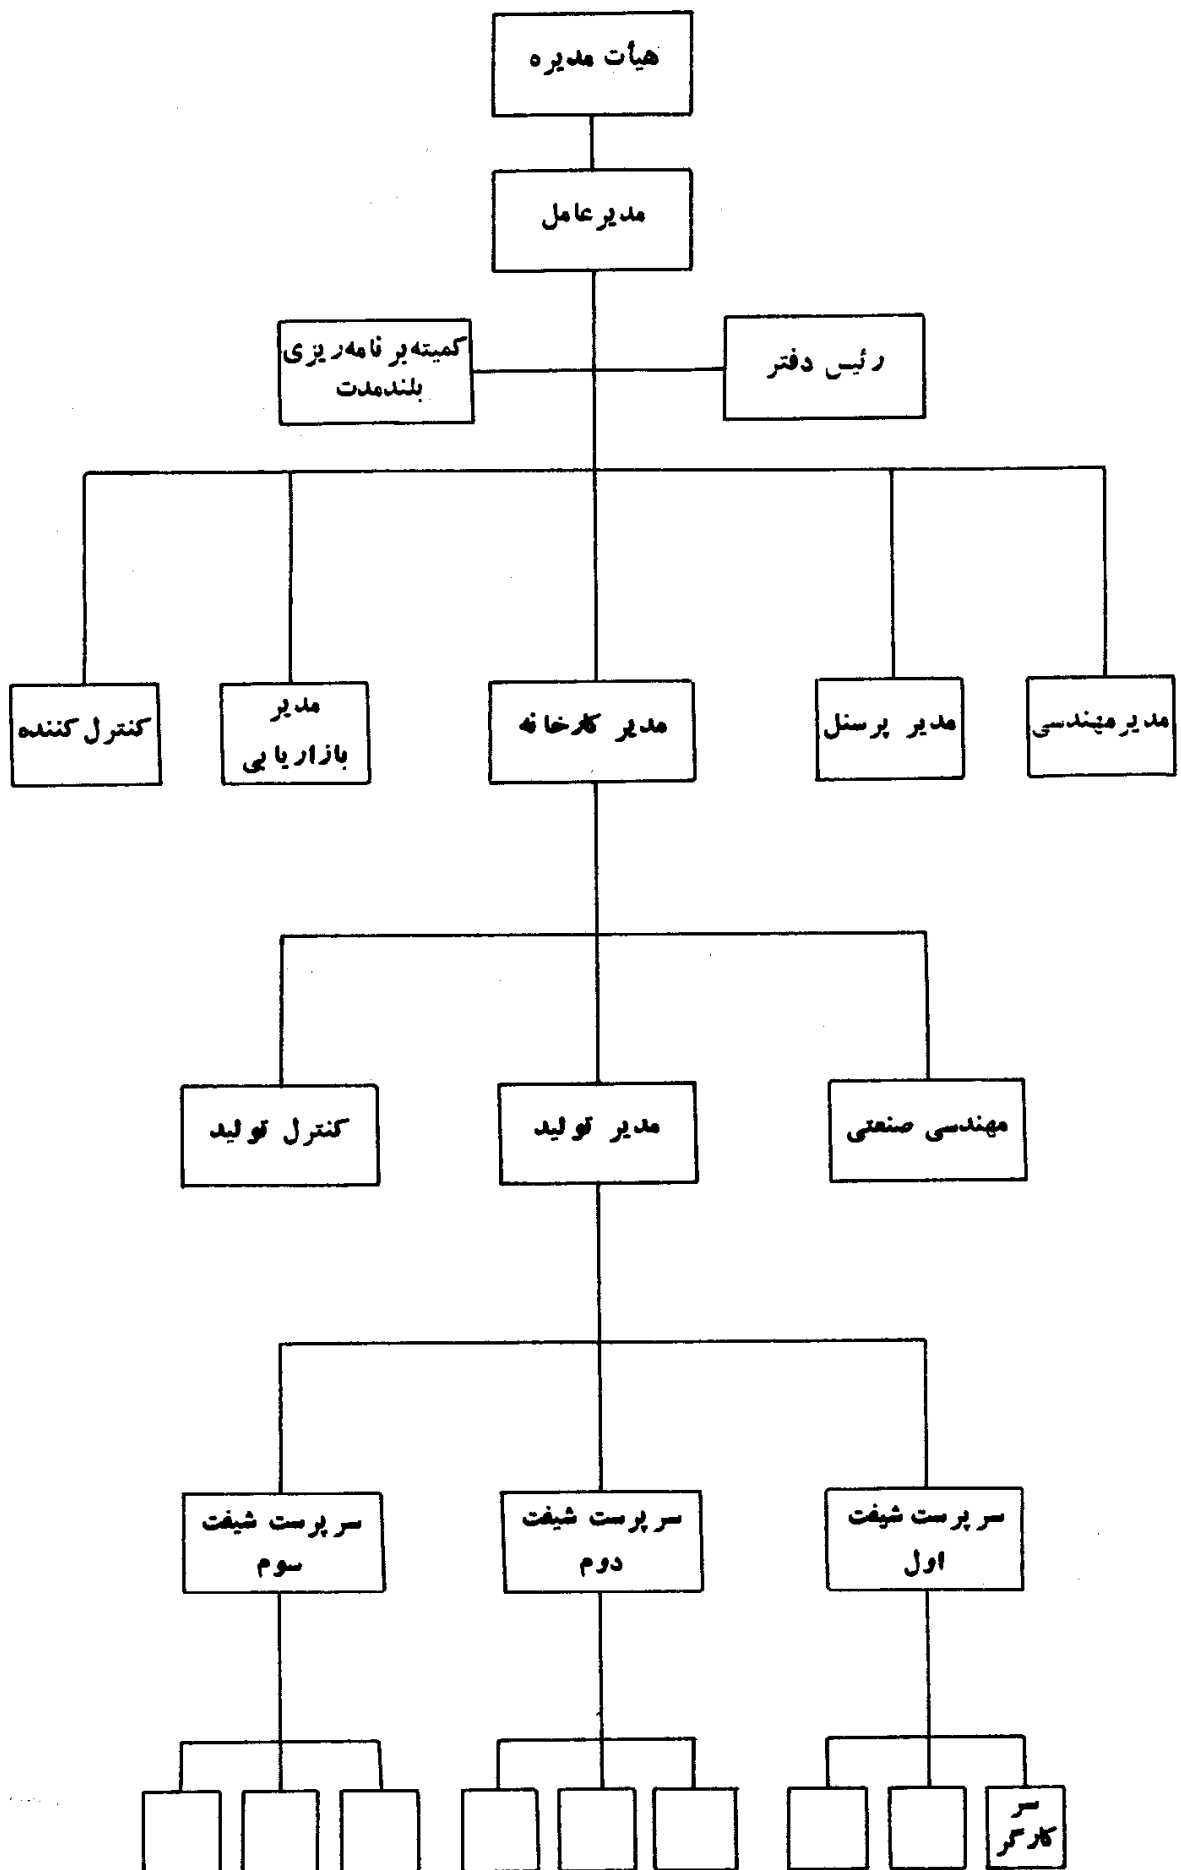 هیأت مدیره
مدیرعامل
رئیس دفتر
کمیته‌برنامه‌ریزی
بلندمدت
مدیرمهندسی
مدیر پرسنل
مدیر کارخانه
مدیر
بازاریابی
کنترل‌کننده
مهندسی صنعتی
مدیر تولید
کنترل تولید
سرپرست شیفت
اول
سرپرست شیفت
دوم
سرپرست شیفت
سوم
سر
کارگر